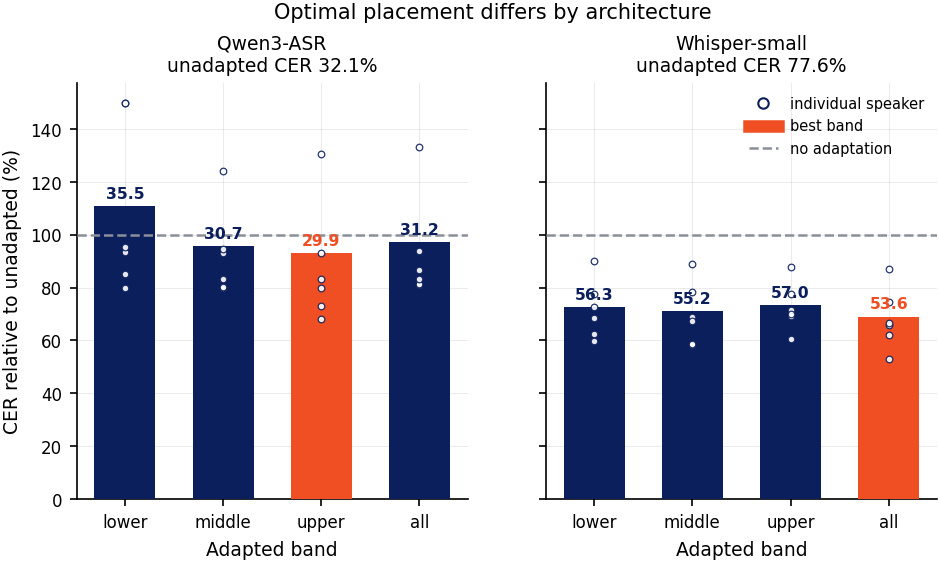 Optimal placement differs by architecture
Qwen3-ASR
unadapted CER 32.1%
CER relative to unadapted (%)
140
120
100
80
60
40
20
0
35.5
30.7
29.9
31.2
lower
middle
upper
all
Adapted band
Whisper-small
unadapted CER 77.6%
individual speaker
best band
no adaptation
56.3
55.2
57.0
53.6
lower
middle
upper
all
Adapted band